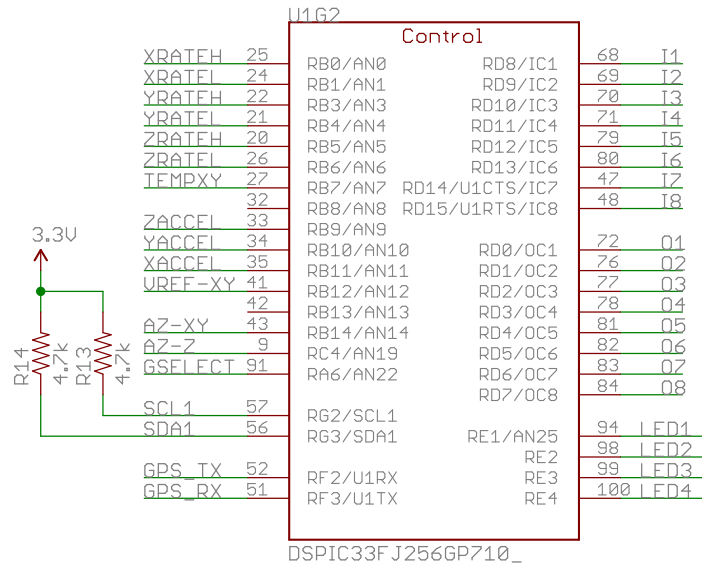 U1G2
Control
XRATEH 25 RB0/AN0 RD8/IC1 68 I1
XRATEL 24 RB1/AN1 RD9/IC2 69 I2
YRATEH 22 RB3/AN3 RD10/IC3 70 I3
YRATEL 21 RB4/AN4 RD11/IC4 71 I4
ZRATEH 20 RB5/AN5 RD12/IC5 79 I5
ZRATEL 26 RB6/AN6 RD13/IC6 80 I6
TEMPXY 27 RB7/AN7 RD14/U1CTS/IC7 47 I7
32 RB8/AN8 RD15/U1RTS/IC8 48 I8
ZACCEL 33 RB9/AN9
YACCEL 34 RB10/AN10 RD0/OC1 72 O1
XACCEL 35 RB11/AN11 RD1/OC2 76 O2
VREF-XY 41 RB12/AN12 RD2/OC3 77 O3
42 RB13/AN13 RD3/OC4 78 O4
AZ-XY 43 RB14/AN14 RD4/OC5 81 O5
AZ-Z 9 RC4/AN19 RD5/OC6 82 O6
GSELECT 91 RA6/AN22 RD6/OC7 83 O7
RD7/OC8 84 O8
SCL1 57 RG2/SCL1
SDA1 56 RG3/SDA1 RE1/AN25 94 LED1
RE2 98 LED2
GPS_TX 52 RF2/U1RX RE3 99 LED3
GPS_RX 51 RF3/U1TX RE4 100 LED4
3.3V
R14 4.7k R13 4.7k
DSPIC33FJ256GP710_